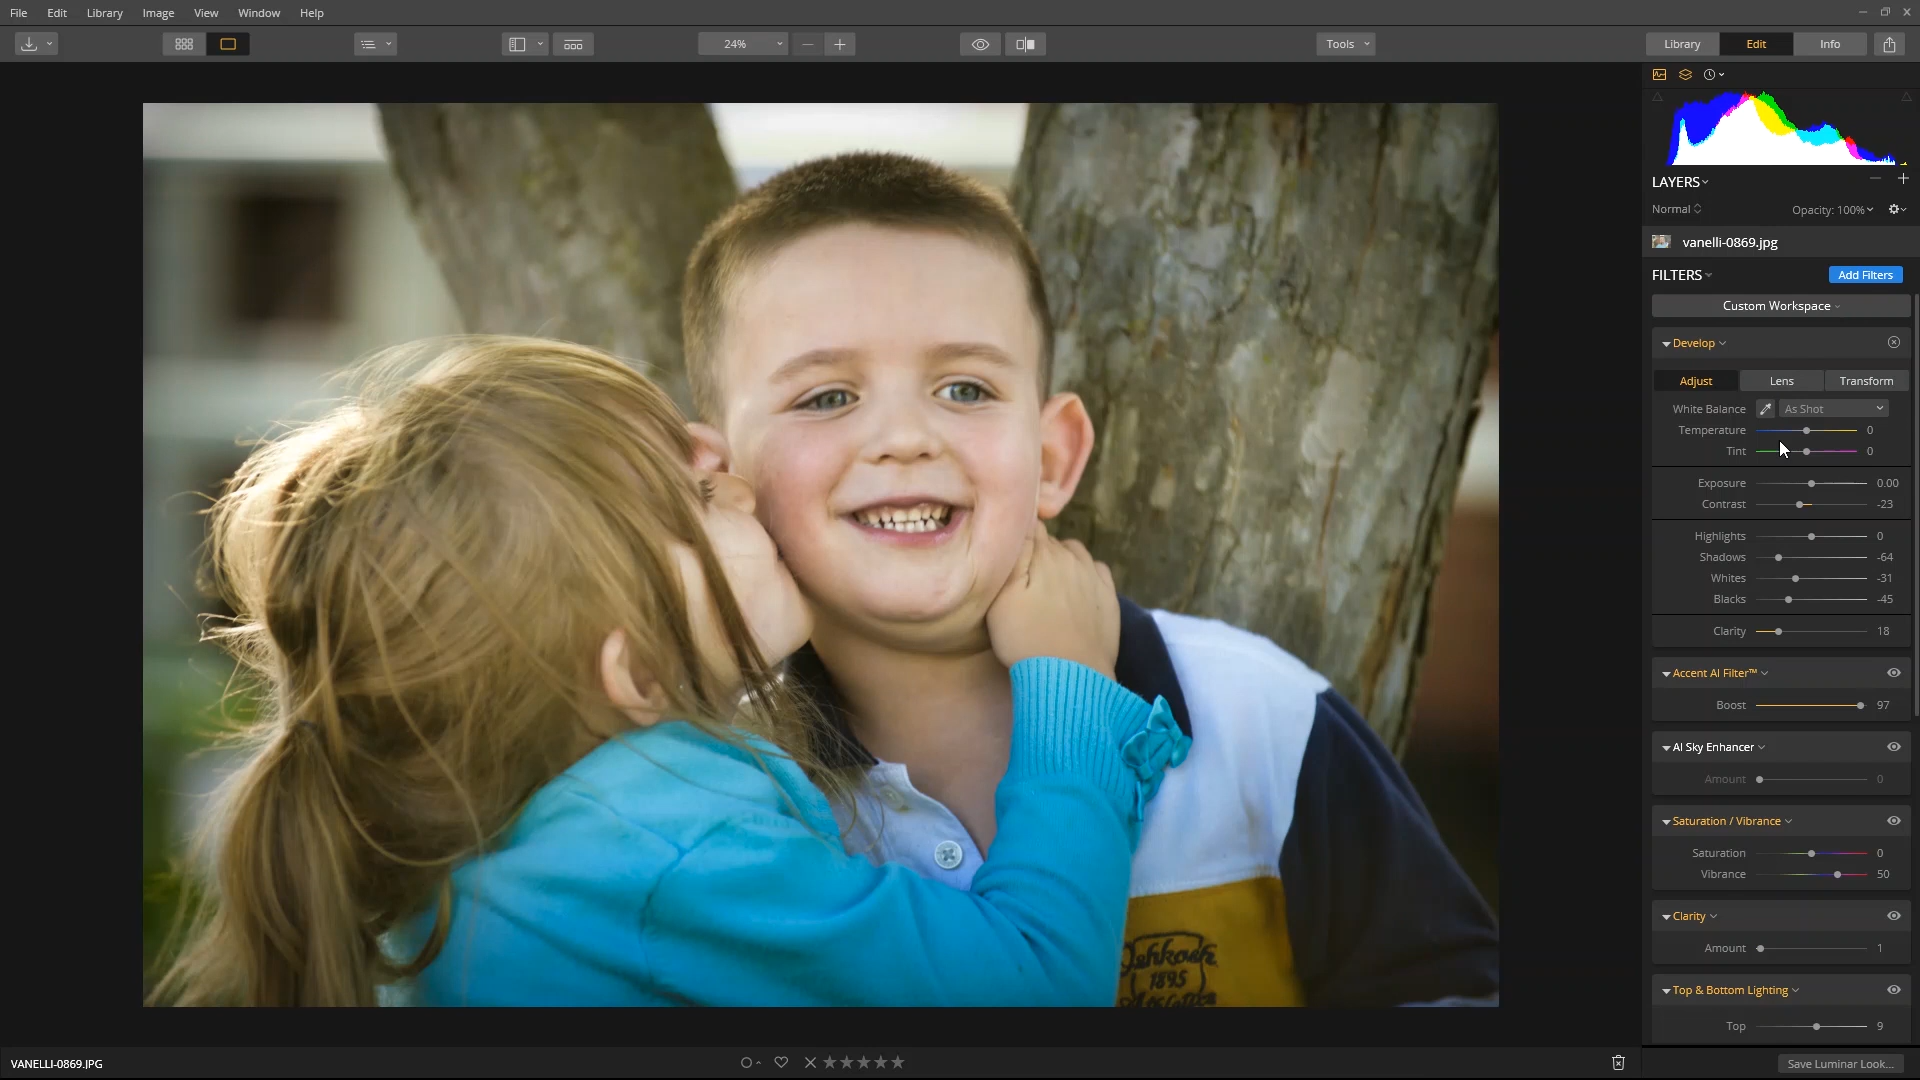 File Edit Library Image View Window Help
24% Tools Library Edit Info
LAYERS
Normal Opacity: 100%
vanelli-0869.jpg
FILTERS Add Filters
Custom Workspace
Develop
Adjust Lens Transform
White Balance As Shot
Temperature 0
Tint 0
Exposure 0.00
Contrast -23
Highlights 0
Shadows -64
Whites -31
Blacks -45
Clarity 18
Accent AI Filter™
Boost 97
AI Sky Enhancer
Amount 0
Saturation / Vibrance
Saturation 0
Vibrance 50
Clarity
Amount 1
Top & Bottom Lighting
Top 9
Oshkosh
1895
VANELLI-0869.JPG
Save Luminar Look...